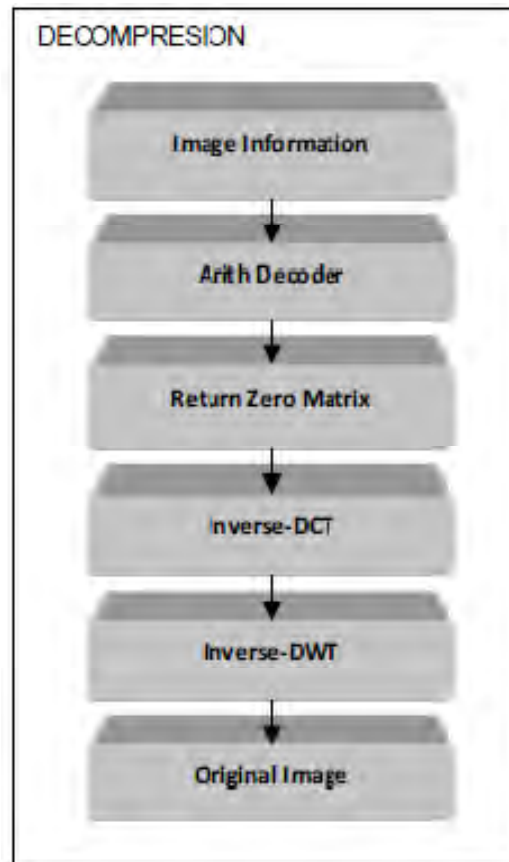 DECOMPRESION
Image Information
Arith Decoder
Return Zero Matrix
Inverse-DCT
Inverse-DWT
Original Image